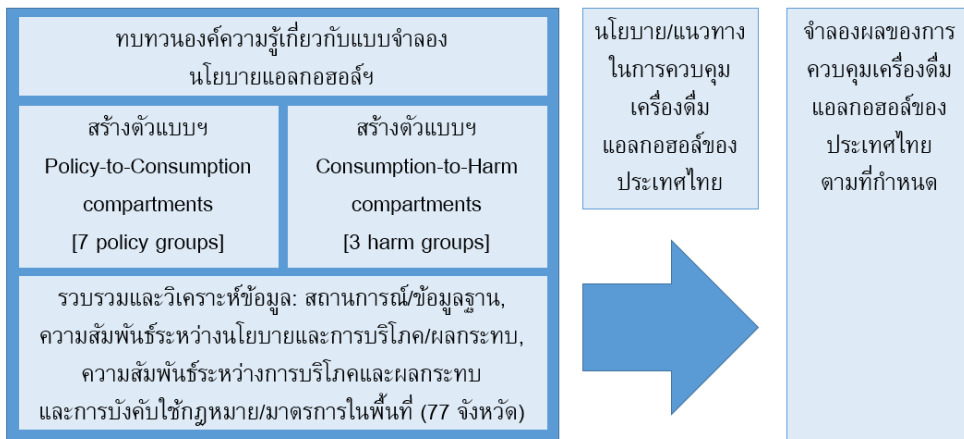 ทบทวนองค์ความรู้เกี่ยวกับแบบจำลอง
นโยบายแอลกอฮอล์ฯ
สร้างตัวแบบฯ
Policy-to-Consumption
compartments
[7 policy groups]
สร้างตัวแบบฯ
Consumption-to-Harm
compartments
[3 harm groups]
รวบรวมและวิเคราะห์ข้อมูล: สถานการณ์/ข้อมูลฐาน,
ความสัมพันธ์ระหว่างนโยบายและการบริโภค/ผลกระทบ,
ความสัมพันธ์ระหว่างการบริโภคและผลกระทบ
และการบังคับใช้กฎหมาย/มาตรการในพื้นที่ (77 จังหวัด)
นโยบาย/แนวทาง
ในการควบคุม
เครื่องดื่ม
แอลกอฮอล์ของ
ประเทศไทย
จำลองผลของการ
ควบคุมเครื่องดื่ม
แอลกอฮอล์ของ
ประเทศไทย
ตามที่กำหนด